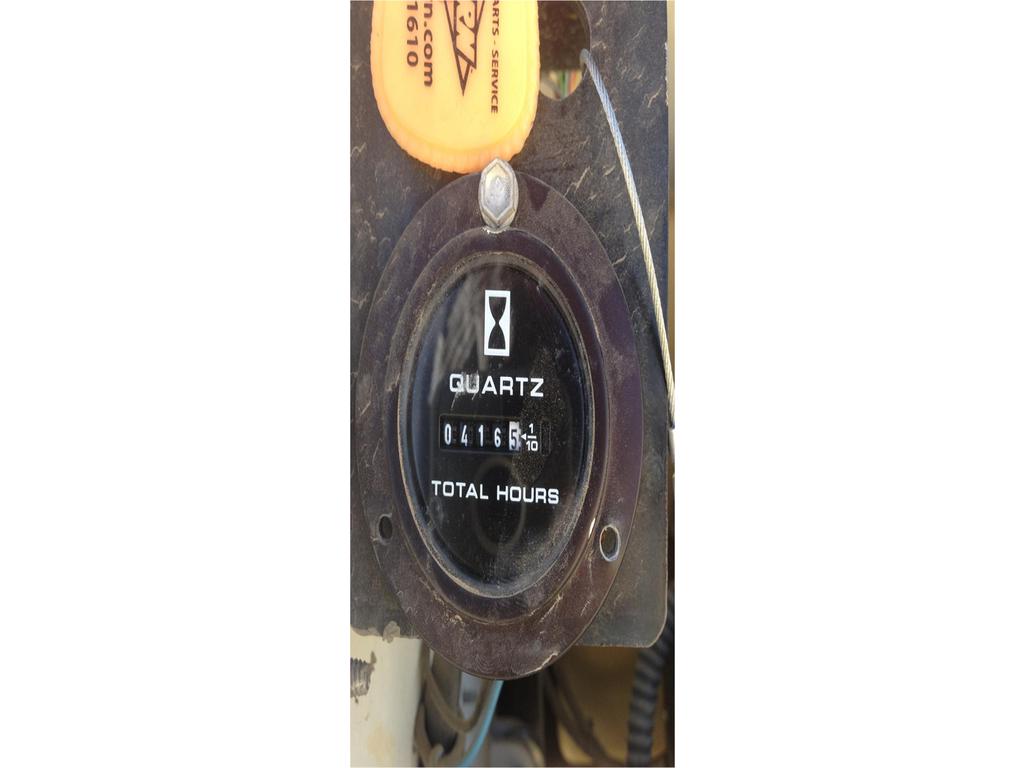 ARTS - SERVICE
n.com
1610
QUARTZ
04165
1/10
TOTAL HOURS